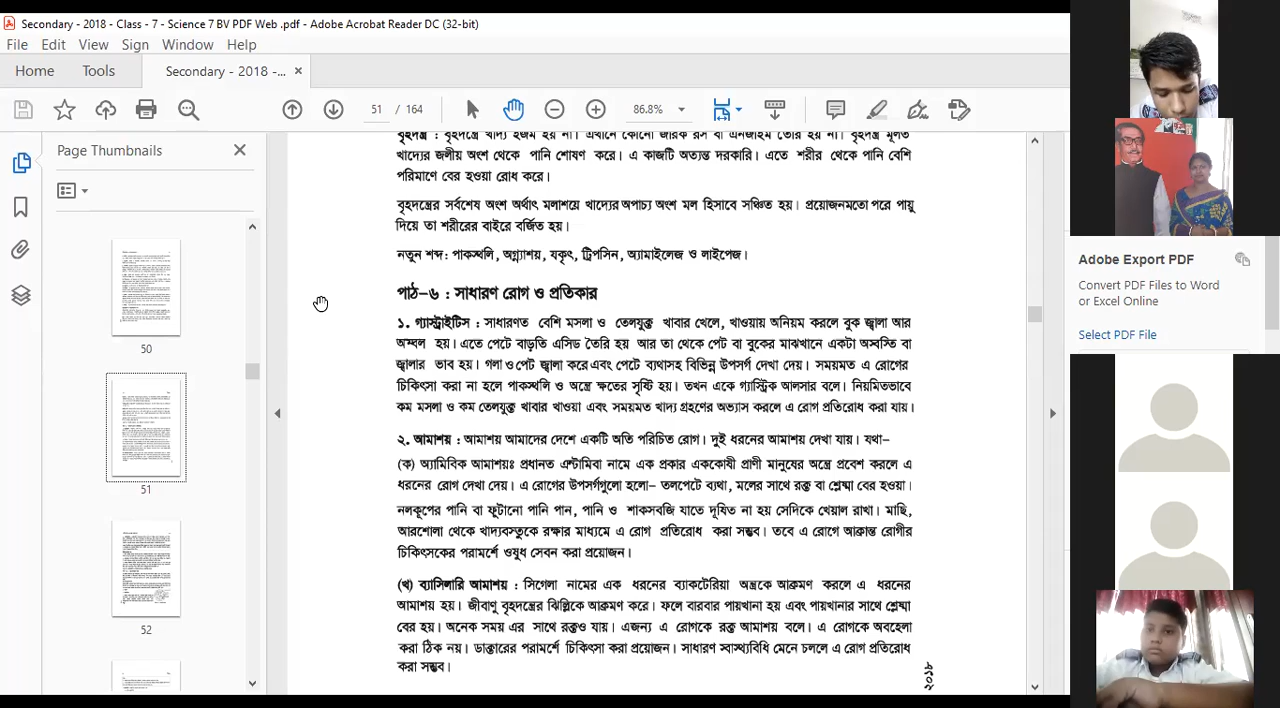 Secondary - 2018 - Class - 7 - Science 7 BV PDF Web .pdf - Adobe Acrobat Reader DC (32-bit)
File Edit View Sign Window Help
Home Tools Secondary - 2018 -... ×
51 / 164 86.8%
Page Thumbnails
50
51
52
বৃহদন্ত্র : বৃহদন্ত্রে খাদ্য হজম হয় না। এখানে কোনো জারক রস বা এনজাইম তৈরি হয় না। বৃহদন্ত্র মূলত
খাদ্যের জলীয় অংশ থেকে পানি শোষণ করে। এ কাজটি অত্যন্ত দরকারি। এতে শরীর থেকে পানি বেশি
পরিমাণে বের হওয়া রোধ করে।
বৃহদন্ত্রের সর্বশেষ অংশ অর্থাৎ মলাশয়ে খাদ্যের অপাচ্য অংশ মল হিসাবে সঞ্চিত হয়। প্রয়োজনমতো পরে পায়ু
দিয়ে তা শরীরের বাইরে বর্জিত হয়।
নতুন শব্দ: পাকস্থলি, অগ্ন্যাশয়, যকৃৎ, ট্রিপসিন, অ্যামাইলেজ ও লাইপেজ।
পাঠ-৬ : সাধারণ রোগ ও প্রতিকার
১. গ্যাস্ট্রাইটিস : সাধারণত বেশি মসলা ও তেলযুক্ত খাবার খেলে, খাওয়ায় অনিয়ম করলে বুক জ্বালা আর
অম্বল হয়। এতে পেটে বাড়তি এসিড তৈরি হয় আর তা থেকে পেট বা বুকের মাঝখানে একটা অস্বস্তি বা
জ্বালার ভাব হয়। গলা ও পেট জ্বালা করে এবং পেটে ব্যথাসহ বিভিন্ন উপসর্গ দেখা দেয়। সময়মত এ রোগের
চিকিৎসা করা না হলে পাকস্থলি ও অন্ত্রে ক্ষতের সৃষ্টি হয়। তখন একে গ্যাস্ট্রিক আলসার বলে। নিয়মিতভাবে
কম মসলা ও কম তেলযুক্ত খাবার খাওয়া এবং সময়মত খাদ্য গ্রহণের অভ্যাস করলে এ রোগ প্রতিরোধ করা যায়।
২. আমাশয় : আমাশয় আমাদের দেশে একটি অতি পরিচিত রোগ। দুই ধরনের আমাশয় দেখা যায়। যথা–
(ক) অ্যামিবিক আমাশয়ঃ প্রধানত এন্টামিবা নামে এক প্রকার এককোষী প্রাণী মানুষের অন্ত্রে প্রবেশ করলে এ
ধরনের রোগ দেখা দেয়। এ রোগের উপসর্গগুলো হলো– তলপেটে ব্যথা, মলের সাথে রক্ত বা শ্লেষ্মা বের হওয়া।
নলকূপের পানি বা ফুটানো পানি পান, পানি ও শাকসবজি যাতে দূষিত না হয় সেদিকে খেয়াল রাখা। মাছি,
আরশোলা থেকে খাদ্যবস্তুকে রক্ষার মাধ্যমে এ রোগ প্রতিরোধ করা সম্ভব। তবে এ রোগে আক্রান্ত রোগীর
চিকিৎসকের পরামর্শে ওষুধ সেবন করা প্রয়োজন।
(খ) ব্যাসিলারি আমাশয় : সিগেলা নামের এক ধরনের ব্যাকটেরিয়া অন্ত্রকে আক্রমণ করলে এ ধরনের
আমাশয় হয়। জীবাণু বৃহদন্ত্রের ঝিল্লিকে আক্রমণ করে। ফলে বারবার পায়খানা হয় এবং পায়খানার সাথে শ্লেষ্মা
বের হয়। অনেক সময় এর সাথে রক্তও যায়। এজন্য এ রোগকে রক্ত আমাশয় বলে। এ রোগকে অবহেলা
করা ঠিক নয়। ডাক্তারের পরামর্শে চিকিৎসা করা প্রয়োজন। সাধারণ স্বাস্থ্যবিধি মেনে চললে এ রোগ প্রতিরোধ
করা সম্ভব।
২০১৮
Adobe Export PDF
Convert PDF Files to Word
or Excel Online
Select PDF File